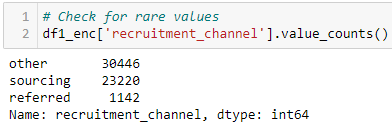 1 # Check for rare values
2 df1_enc['recruitment_channel'].value_counts()
other 30446
sourcing 23220
referred 1142
Name: recruitment_channel, dtype: int64